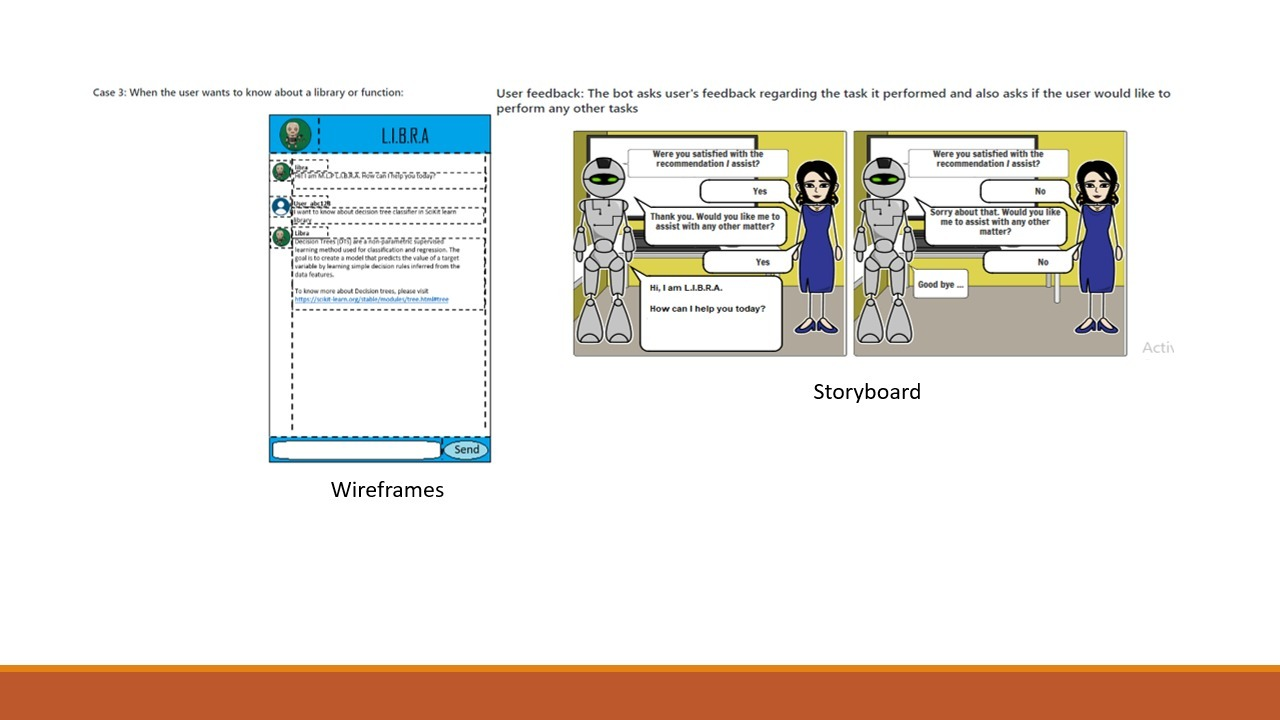 Case 3: When the user wants to know about a library or function:
L.I.B.R.A
libra
Hi! I am M.L.P L.I.B.R.A. How can I help you today?
User_abc123
I want to know about decision tree classifier in SciKit learn
library
Libra
Decision Trees (DTs) are a non-parametric supervised
learning method used for classification and regression. The
goal is to create a model that predicts the value of a target
variable by learning simple decision rules inferred from the
data features.
To know more about Decision trees, please visit
https://scikit-learn.org/stable/modules/tree.html#tree
Send
Wireframes
User feedback: The bot asks user's feedback regarding the task it performed and also asks if the user would like to
perform any other tasks
Were you satisfied with the
recommendation / assist?
Yes
Thank you. Would you like me to
assist with any other matter?
Yes
Hi, I am L.I.B.R.A.
How can I help you today?
Were you satisfied with the
recommendation / assist?
No
Sorry about that. Would you like
me to assist with any other
matter?
No
Good bye ...
Activ
Storyboard